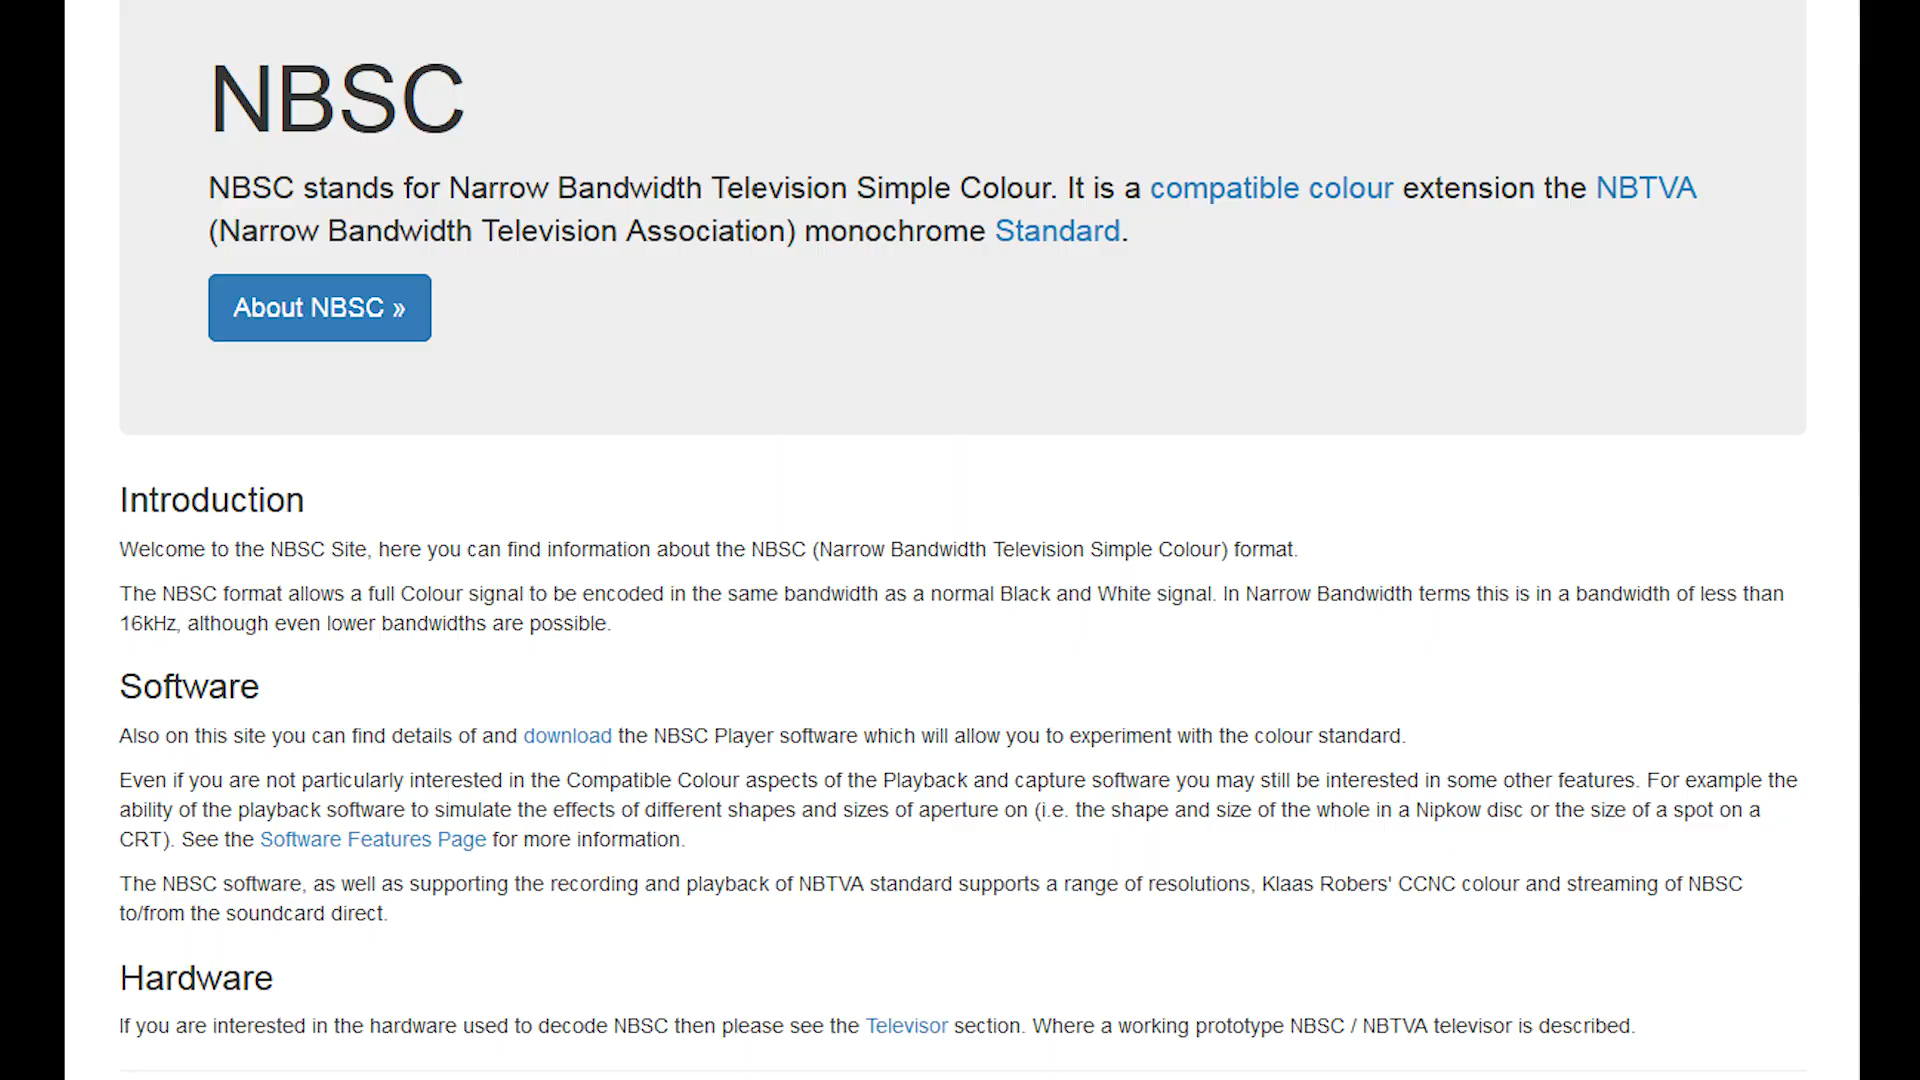 NBSC
NBSC stands for Narrow Bandwidth Television Simple Colour. It is a compatible colour extension the NBTVA
(Narrow Bandwidth Television Association) monochrome Standard.
About NBSC »
Introduction
Welcome to the NBSC Site, here you can find information about the NBSC (Narrow Bandwidth Television Simple Colour) format.
The NBSC format allows a full Colour signal to be encoded in the same bandwidth as a normal Black and White signal. In Narrow Bandwidth terms this is in a bandwidth of less than
16kHz, although even lower bandwidths are possible.
Software
Also on this site you can find details of and download the NBSC Player software which will allow you to experiment with the colour standard.
Even if you are not particularly interested in the Compatible Colour aspects of the Playback and capture software you may still be interested in some other features. For example the
ability of the playback software to simulate the effects of different shapes and sizes of aperture on (i.e. the shape and size of the whole in a Nipkow disc or the size of a spot on a
CRT). See the Software Features Page for more information.
The NBSC software, as well as supporting the recording and playback of NBTVA standard supports a range of resolutions, Klaas Robers' CCNC colour and streaming of NBSC
to/from the soundcard direct.
Hardware
If you are interested in the hardware used to decode NBSC then please see the Televisor section. Where a working prototype NBSC / NBTVA televisor is described.